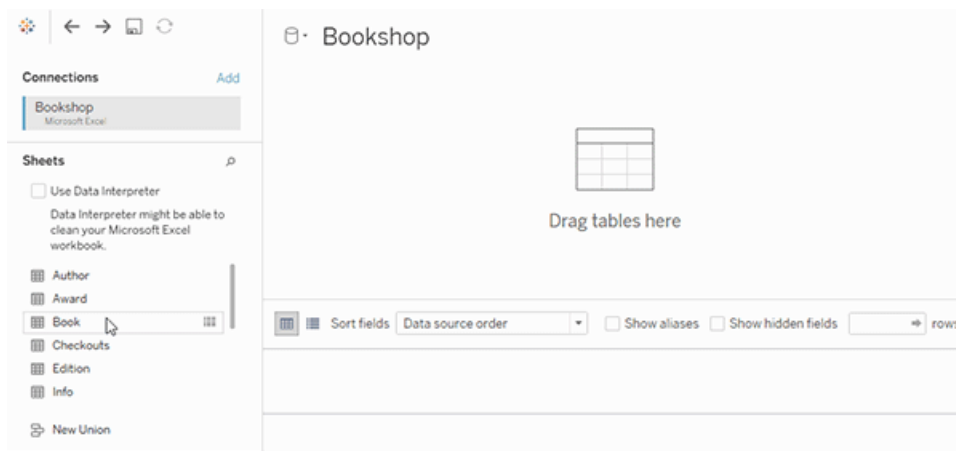 Bookshop
Connections Add
Bookshop
Microsoft Excel
Sheets
Use Data Interpreter
Data Interpreter might be able to
clean your Microsoft Excel
workbook.
Author
Award
Book
Checkouts
Edition
Info
New Union
Drag tables here
Sort fields Data source order Show aliases Show hidden fields rows